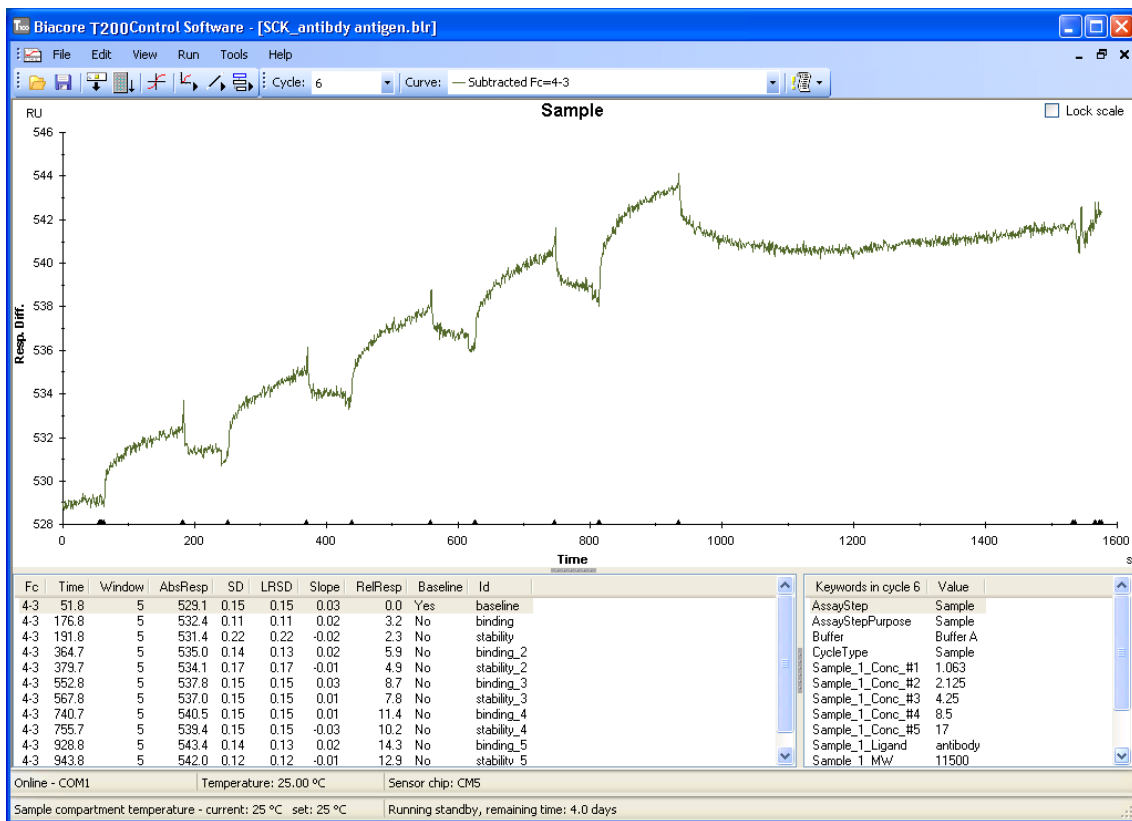 Biacore T200Control Software - [SCK_antibdy antigen.blr]
File Edit View Run Tools Help
Cycle: 6 Curve: — Subtracted Fc=4-3
Sample
RU
Lock scale
546
544
542
540
538
536
534
532
530
528
Resp. Diff.
0 200 400 600 800 1000 1200 1400 1600
Time
s
Fc Time Window AbsResp SD LRSD Slope RelResp Baseline Id
4-3 51.8 5 529.1 0.15 0.15 0.03 0.0 Yes baseline
4-3 176.8 5 532.4 0.11 0.11 0.02 3.2 No binding
4-3 191.8 5 531.4 0.22 0.22 -0.02 2.3 No stability
4-3 364.7 5 535.0 0.14 0.13 0.02 5.9 No binding_2
4-3 379.7 5 534.1 0.17 0.17 -0.01 4.9 No stability_2
4-3 552.8 5 537.8 0.15 0.15 0.03 8.7 No binding_3
4-3 567.8 5 537.0 0.15 0.15 0.01 7.8 No stability_3
4-3 740.7 5 540.5 0.15 0.15 0.01 11.4 No binding_4
4-3 755.7 5 539.4 0.15 0.15 -0.03 10.2 No stability_4
4-3 928.8 5 543.4 0.14 0.13 0.02 14.3 No binding_5
4-3 943.8 5 542.0 0.12 0.12 -0.01 12.9 No stability_5
Keywords in cycle 6 Value
AssayStep Sample
AssayStepPurpose Sample
Buffer Buffer A
CycleType Sample
Sample_1_Conc_#1 1.063
Sample_1_Conc_#2 2.125
Sample_1_Conc_#3 4.25
Sample_1_Conc_#4 8.5
Sample_1_Conc_#5 17
Sample_1_Ligand antibody
Sample_1_MW 11500
Online - COM1 Temperature: 25.00 ºC Sensor chip: CM5
Sample compartment temperature - current: 25 °C set: 25 °C Running standby, remaining time: 4.0 days